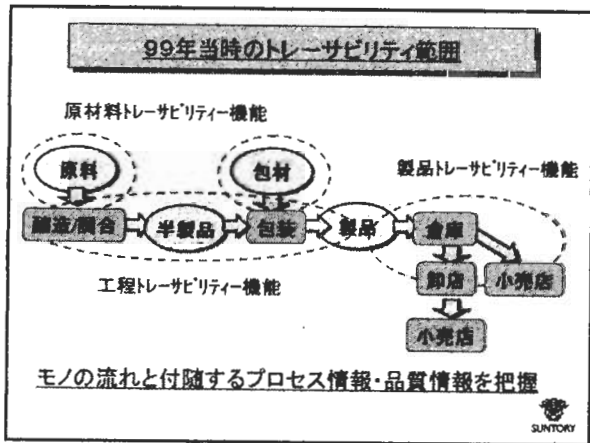 99年当時のトレーサビリティ範囲
原材料トレーサビリティー機能
原料
包材
製品トレーサビリティー機能
醸造/調合
半製品
包装
製品
倉庫
工程トレーサビリティー機能
卸店
小売店
小売店
モノの流れと付随するプロセス情報・品質情報を把握
SUNTORY